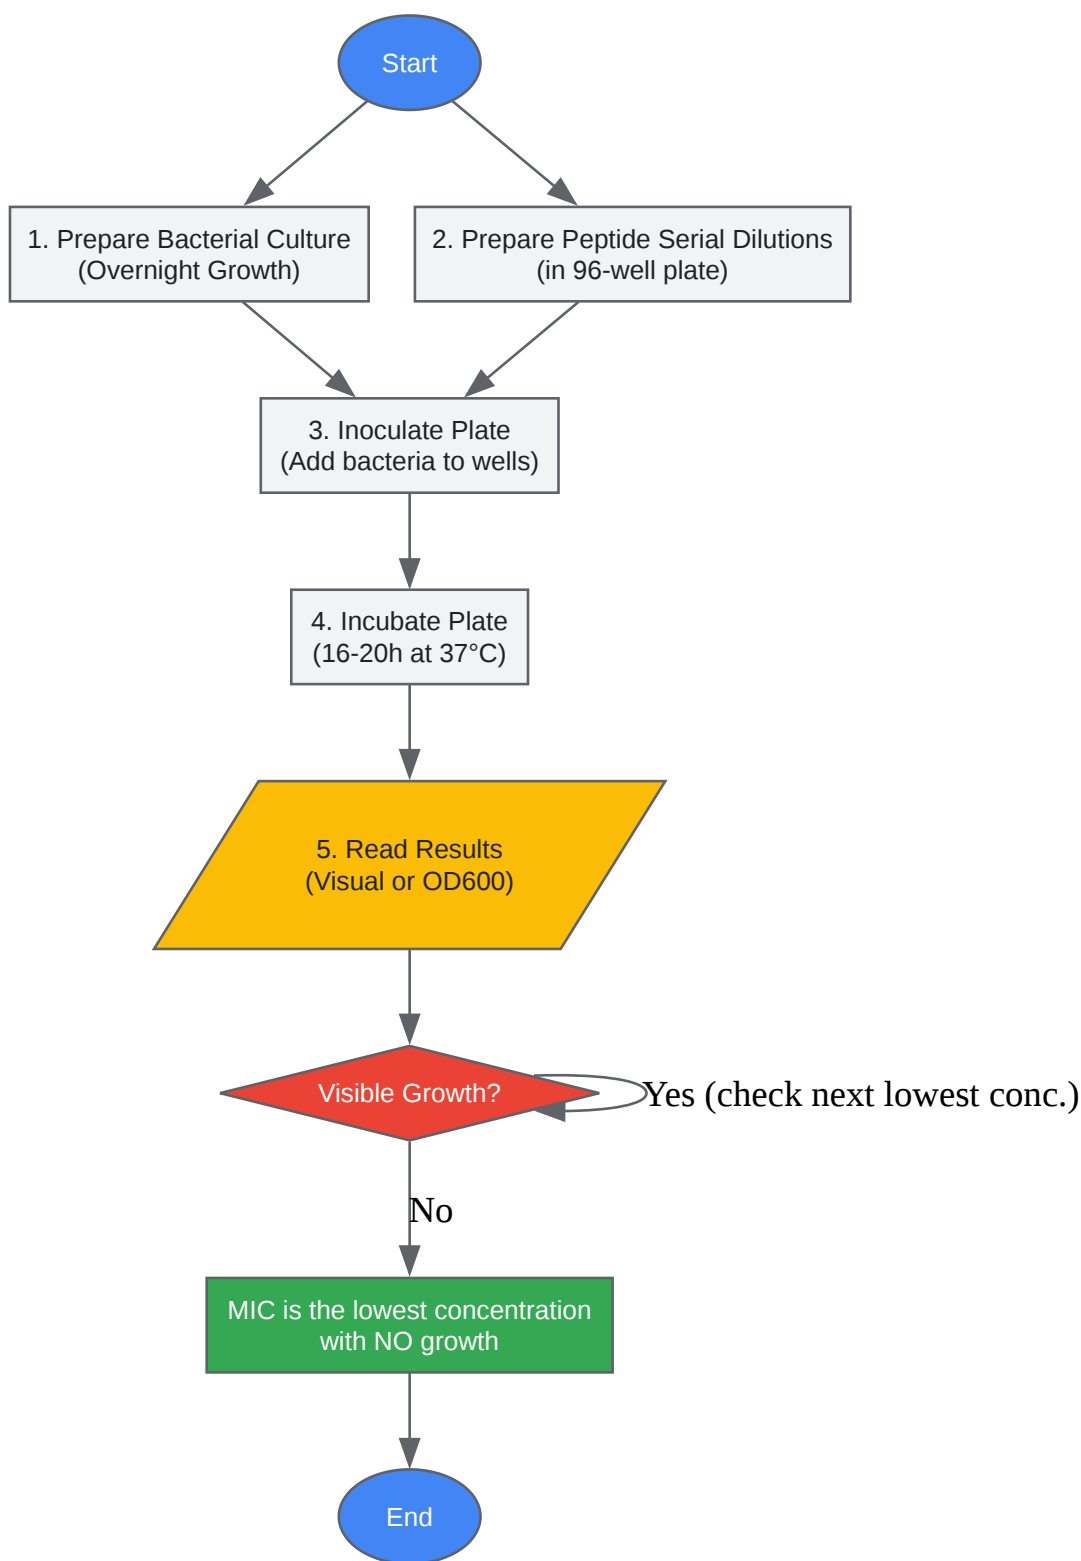 Start
1. Prepare Bacterial Culture
(Overnight Growth)
2. Prepare Peptide Serial Dilutions
(in 96-well plate)
3. Inoculate Plate
(Add bacteria to wells)
4. Incubate Plate
(16-20h at 37°C)
5. Read Results
(Visual or OD600)
Visible Growth?
Yes (check next lowest conc.)
No
MIC is the lowest concentration
with NO growth
End